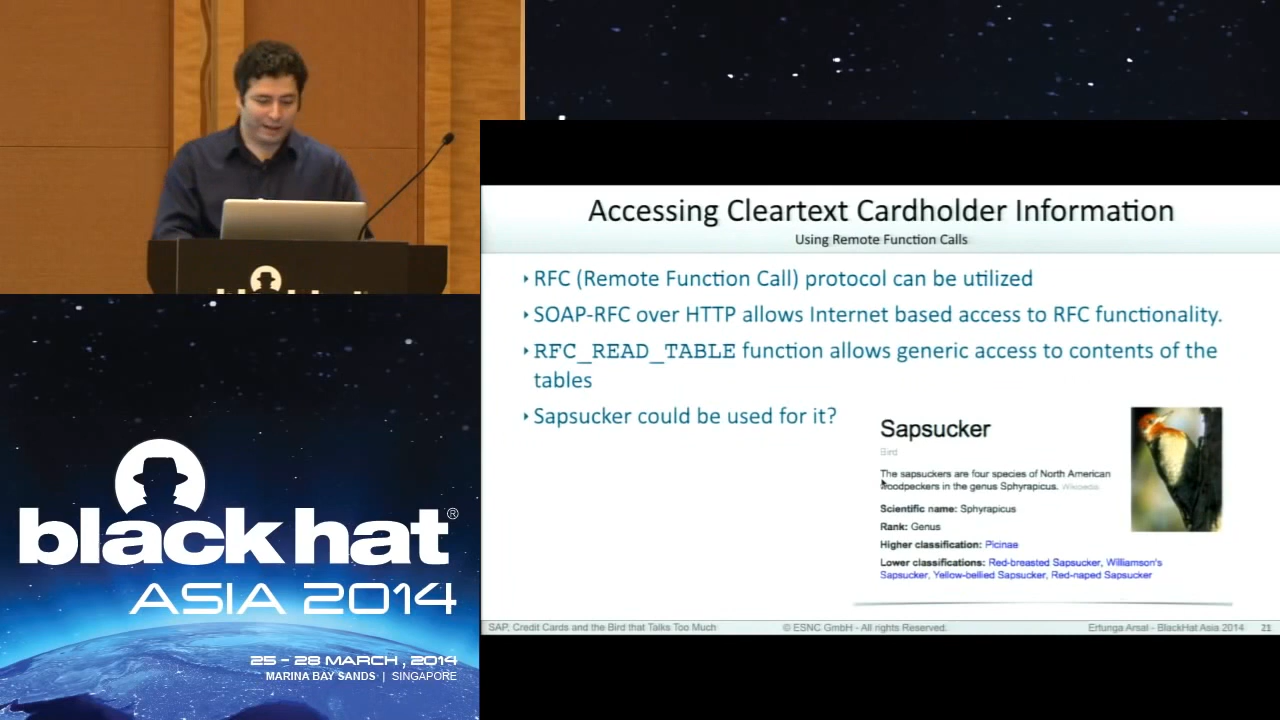 black hat
black hat®
ASIA 2014
25 - 28 MARCH, 2014
MARINA BAY SANDS | SINGAPORE
Accessing Cleartext Cardholder Information
Using Remote Function Calls
RFC (Remote Function Call) protocol can be utilized
SOAP-RFC over HTTP allows Internet based access to RFC functionality.
RFC_READ_TABLE function allows generic access to contents of the
tables
Sapsucker could be used for it?
Sapsucker
Bird
The sapsuckers are four species of North American
woodpeckers in the genus Sphyrapicus. Wikipedia
Scientific name: Sphyrapicus
Rank: Genus
Higher classification: Picinae
Lower classifications: Red-breasted Sapsucker, Williamson's
Sapsucker, Yellow-bellied Sapsucker, Red-naped Sapsucker
SAP, Credit Cards and the Bird that Talks Too Much
© ESNC GmbH - All rights Reserved.
Ertunga Arsal - BlackHat Asia 2014 21